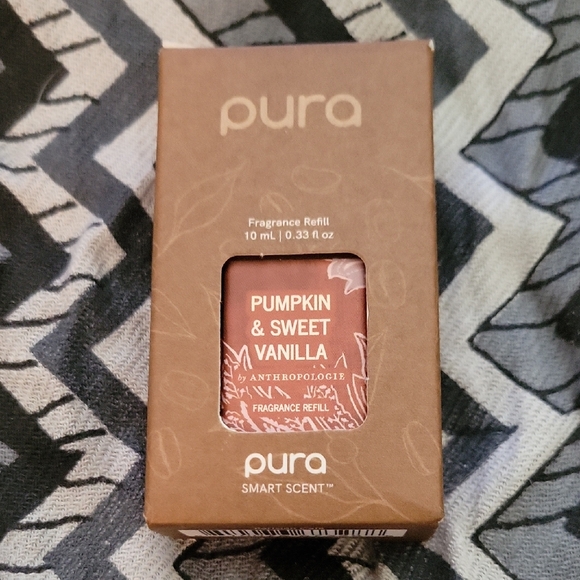 pura
Fragrance Refill
10 mL | 0.33 fl oz
PUMPKIN
& SWEET
VANILLA
by ANTHROPOLOGIE
FRAGRANCE REFILL
pura
SMART SCENT™